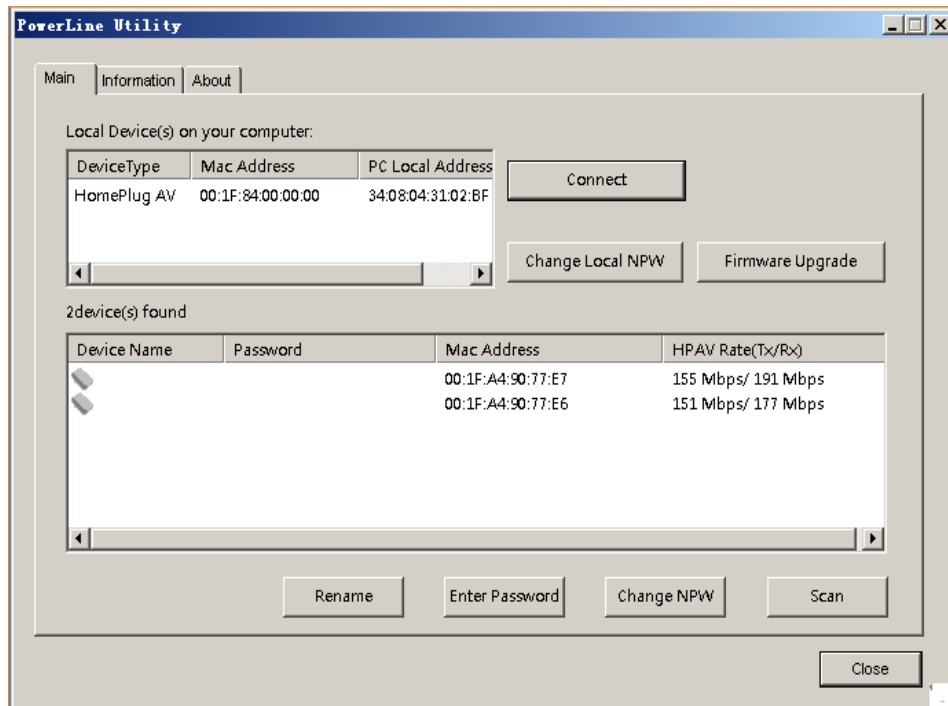 PowerLine Utility
Main Information About
Local Device(s) on your computer:
DeviceType Mac Address PC Local Address
HomePlug AV 00:1F:84:00:00:00 34:08:04:31:02:BF
Connect
Change Local NPW Firmware Upgrade
2device(s) found
Device Name Password Mac Address HPAV Rate(Tx/Rx)
00:1F:A4:90:77:E7 155 Mbps/ 191 Mbps
00:1F:A4:90:77:E6 151 Mbps/ 177 Mbps
Rename Enter Password Change NPW Scan
Close